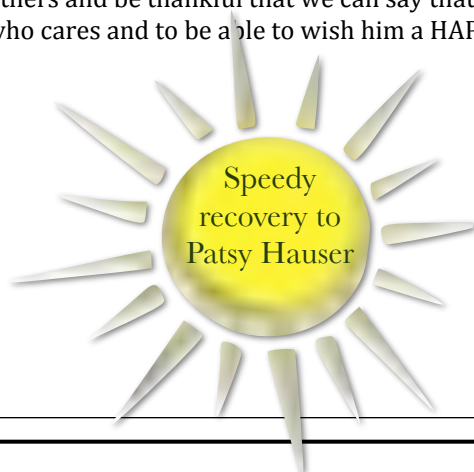 thers and be thankful that we can say that
who cares and to be able to wish him a HAP
Speedy
recovery to
Patsy Hauser